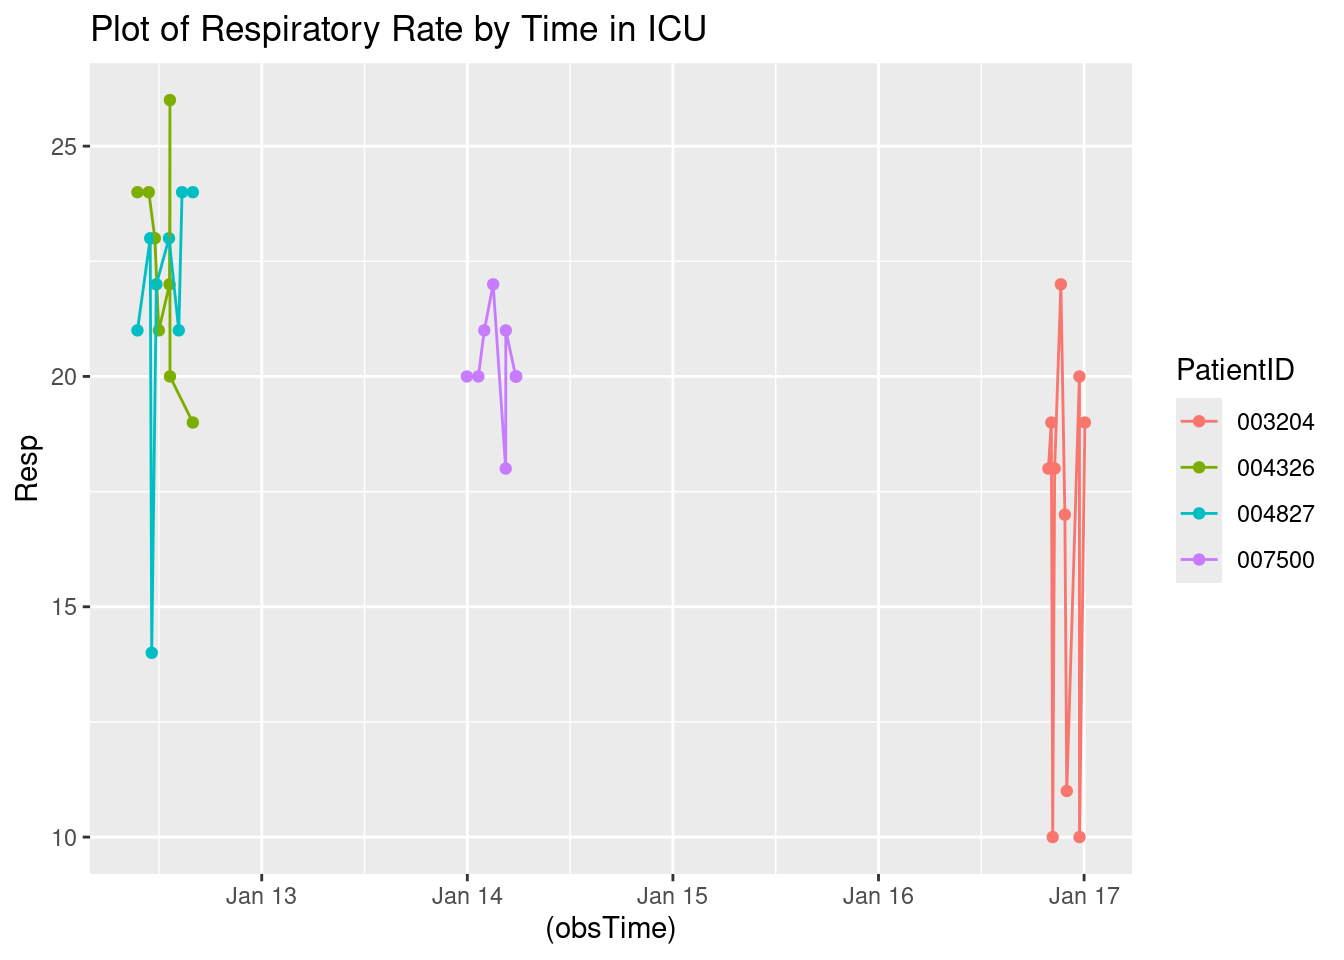 Plot of Respiratory Rate by Time in ICU
25
20
15
10
Resp
Jan 13
Jan 14
Jan 15
Jan 16
Jan 17
(obsTime)
PatientID
003204
004326
004827
007500